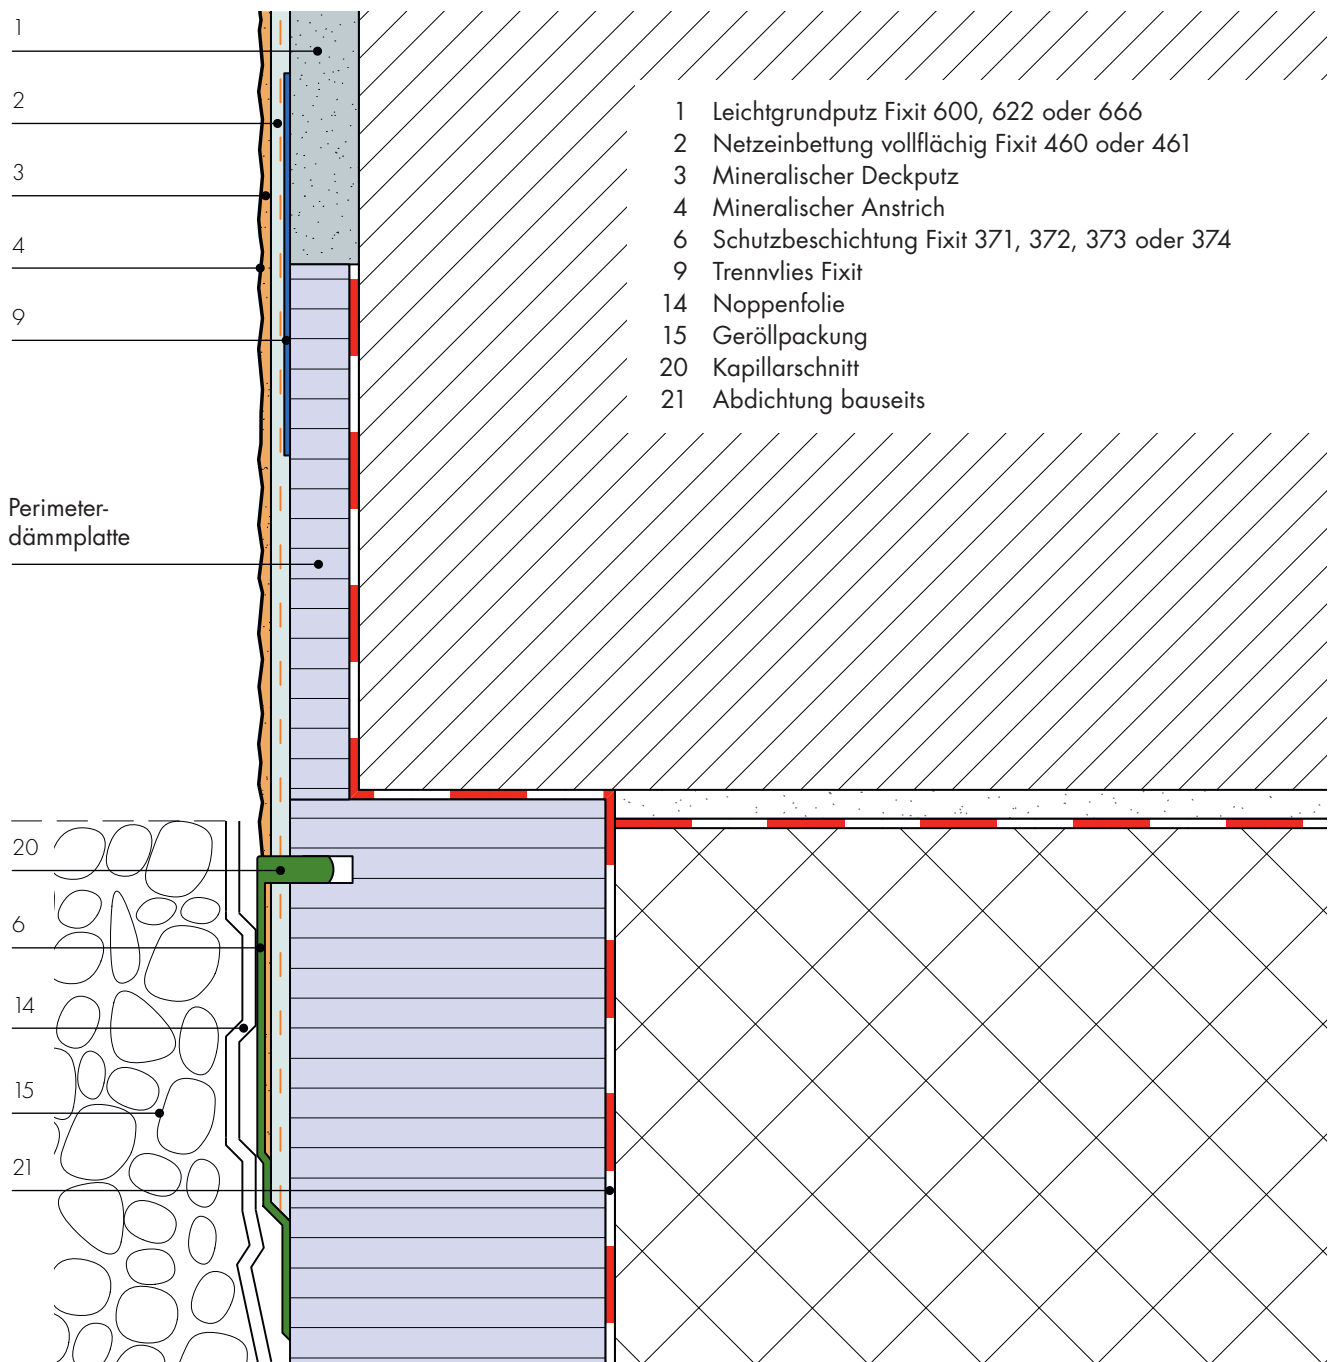 1
2
3
4
9
Perimeter-
dämmplatte
20
6
14
15
21
1 Leichtgrundputz Fixit 600, 622 oder 666
2 Netzeinbettung vollflächig Fixit 460 oder 461
3 Mineralischer Deckputz
4 Mineralischer Anstrich
6 Schutzbeschichtung Fixit 371, 372, 373 oder 374
9 Trennvlies Fixit
14 Noppenfolie
15 Geröllpackung
20 Kapillarschnitt
21 Abdichtung bauseits